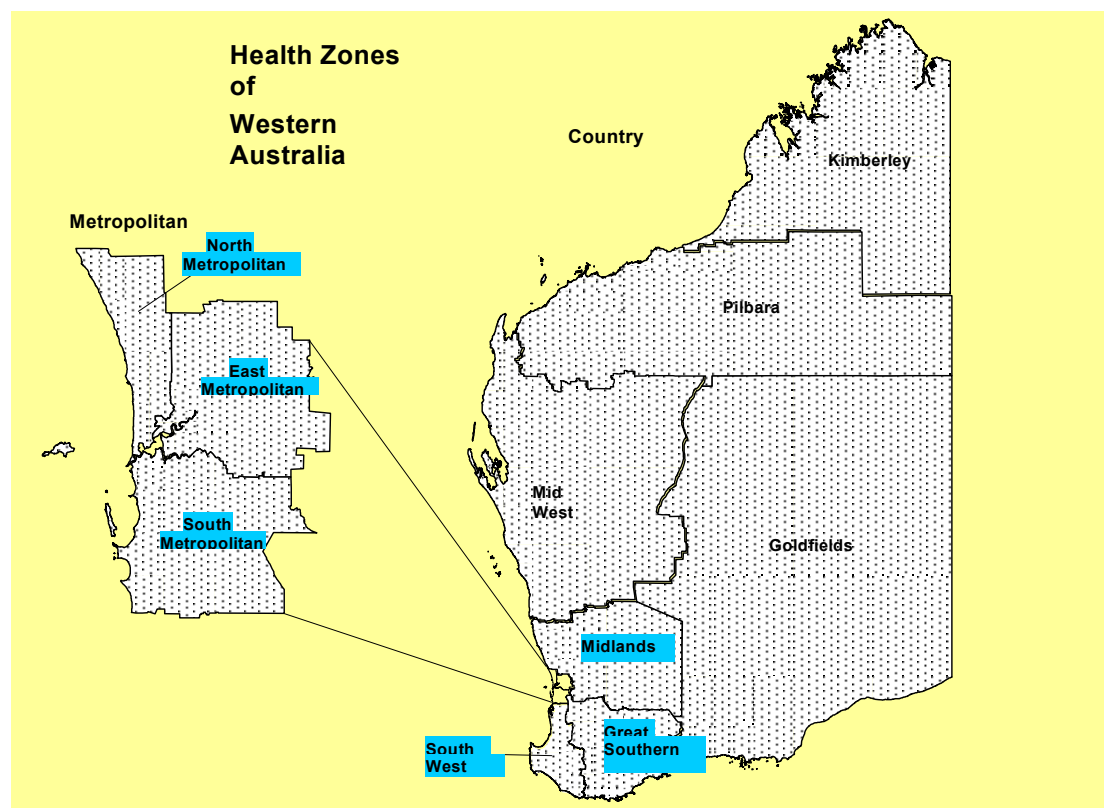 Health Zones
of
Western
Australia
Country
Kimberley
Metropolitan
North
Metropolitan
Pilbara
East
Metropolitan
Mid
West
South
Metropolitan
Goldfields
Midlands
Great
Southern
South
West